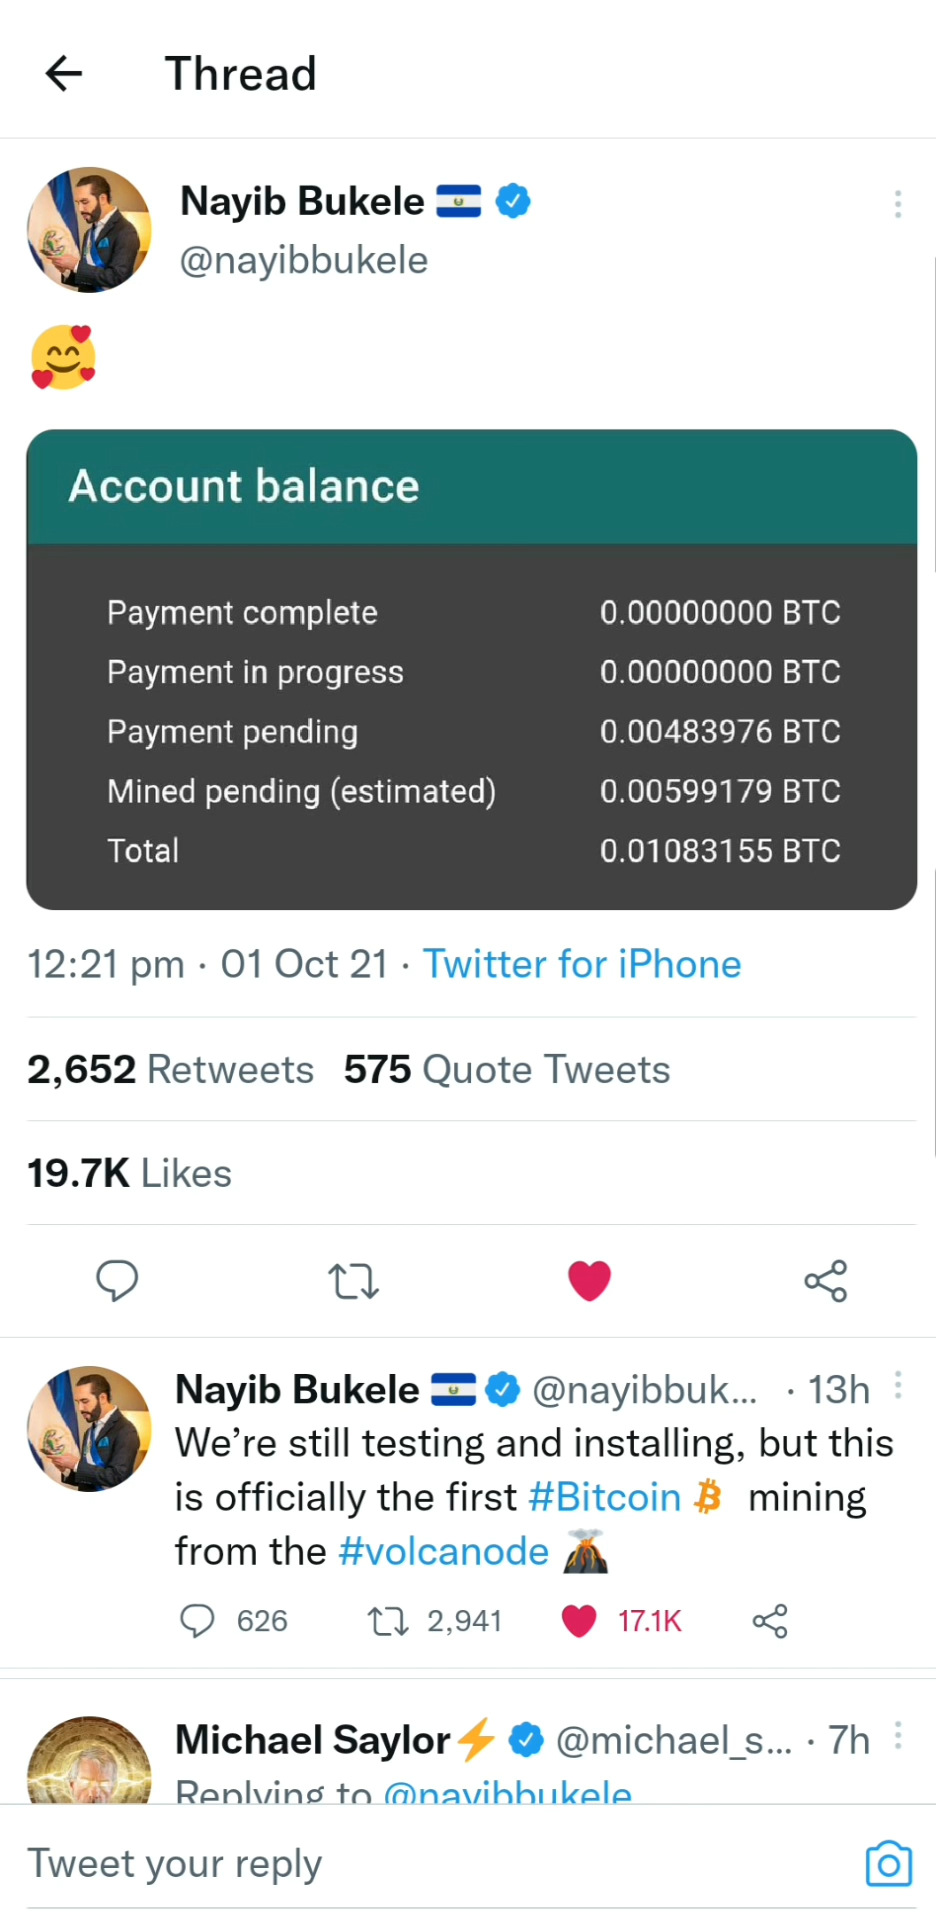 Thread
Nayib Bukele
@nayibbukele
Account balance
Payment complete 0.00000000 BTC
Payment in progress 0.00000000 BTC
Payment pending 0.00483976 BTC
Mined pending (estimated) 0.00599179 BTC
Total 0.01083155 BTC
12:21 pm · 01 Oct 21 · Twitter for iPhone
2,652 Retweets 575 Quote Tweets
19.7K Likes
Nayib Bukele @nayibbuk... · 13h
We’re still testing and installing, but this
is officially the first #Bitcoin mining
from the #volcanode
626 2,941 17.1K
Michael Saylor @michael_s... · 7h
Replying to @nayibbukele
Tweet your reply